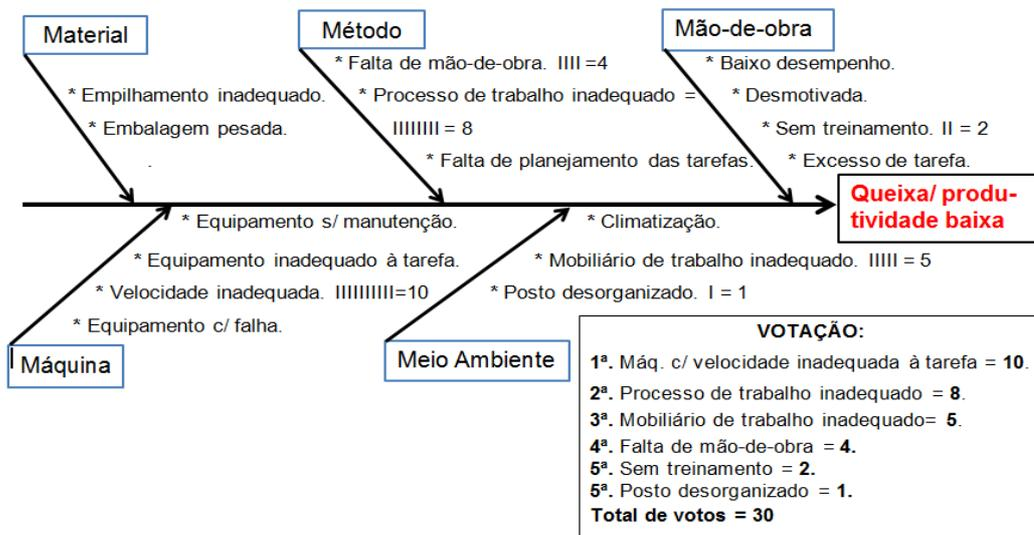 Material
* Empilhamento inadequado.
* Embalagem pesada.
.
Método
* Falta de mão-de-obra. IIII =4
* Processo de trabalho inadequado =
IIIIIIII = 8
* Falta de planejamento das tarefas.
Mão-de-obra
* Baixo desempenho.
* Desmotivada.
* Sem treinamento. II = 2
* Excesso de tarefa.
Queixa/ produ-
tividade baixa
* Equipamento s/ manutenção.
* Equipamento inadequado à tarefa.
* Velocidade inadequada. IIIIIIIIII=10
* Equipamento c/ falha.
Máquina
* Climatização.
* Mobiliário de trabalho inadequado. IIIII = 5
* Posto desorganizado. I = 1
Meio Ambiente
VOTAÇÃO:
1ª. Máq. c/ velocidade inadequada à tarefa = 10.
2ª. Processo de trabalho inadequado = 8.
3ª. Mobiliário de trabalho inadequado= 5.
4ª. Falta de mão-de-obra = 4.
5ª. Sem treinamento = 2.
5ª. Posto desorganizado = 1.
Total de votos = 30